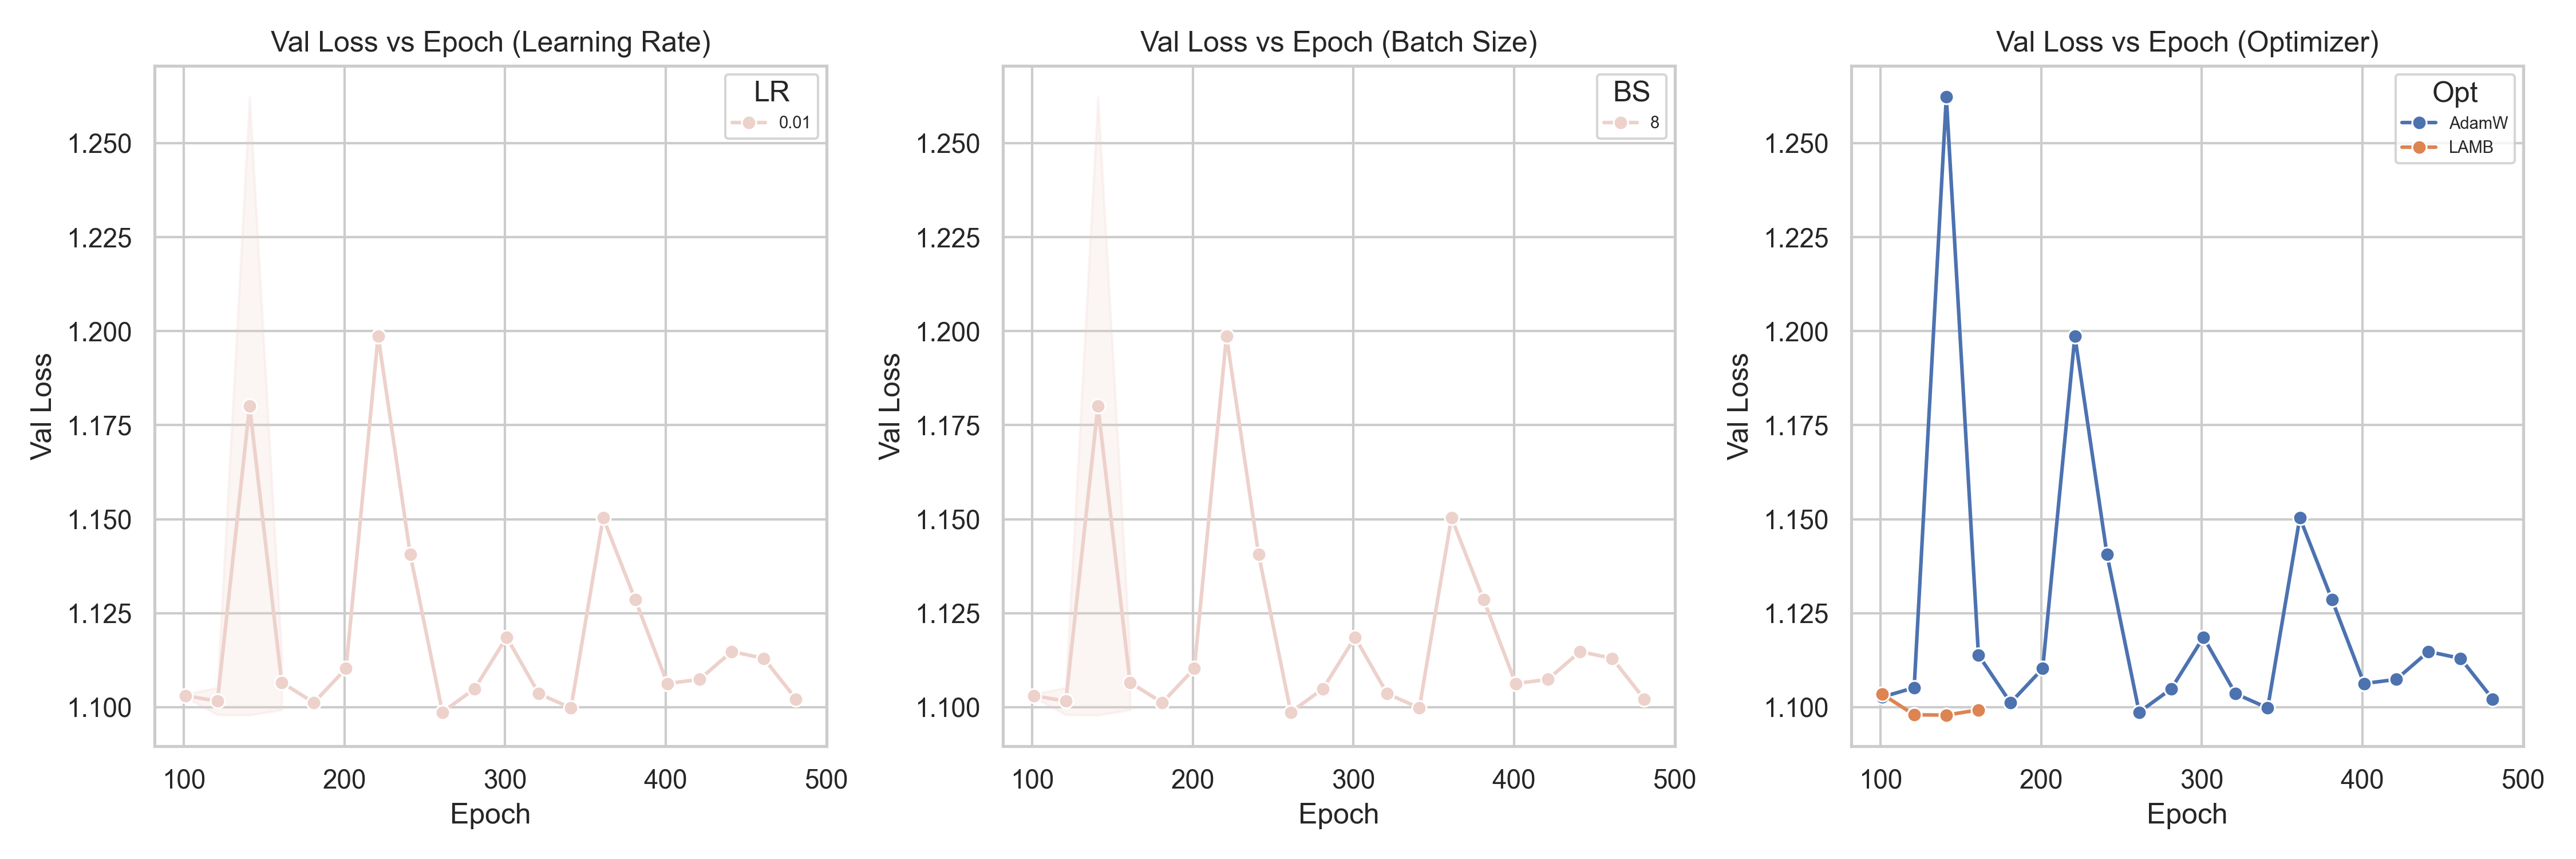 Val Loss vs Epoch (Learning Rate)
LR
0.01
1.250
1.225
1.200
1.175
1.150
1.125
1.100
Val Loss
100 200 300 400 500
Epoch
Val Loss vs Epoch (Batch Size)
BS
8
1.250
1.225
1.200
1.175
1.150
1.125
1.100
Val Loss
100 200 300 400 500
Epoch
Val Loss vs Epoch (Optimizer)
Opt
AdamW
LAMB
1.250
1.225
1.200
1.175
1.150
1.125
1.100
Val Loss
100 200 300 400 500
Epoch